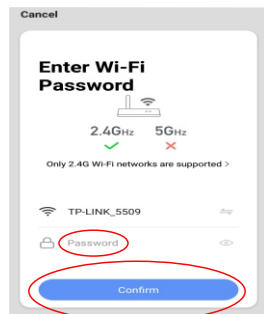 Cancel
Enter Wi-Fi
Password
2.4GHz 5GHz
Only 2.4G Wi-Fi networks are supported >
TP-LINK_5509
Password
Confirm